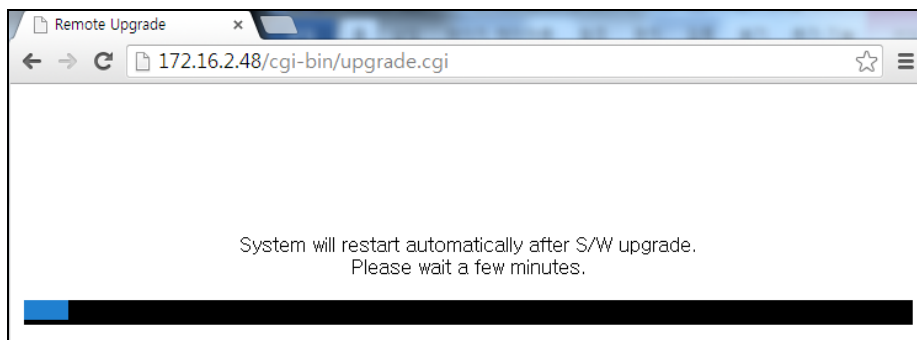 Remote Upgrade
172.16.2.48/cgi-bin/upgrade.cgi
System will restart automatically after S/W upgrade.
Please wait a few minutes.